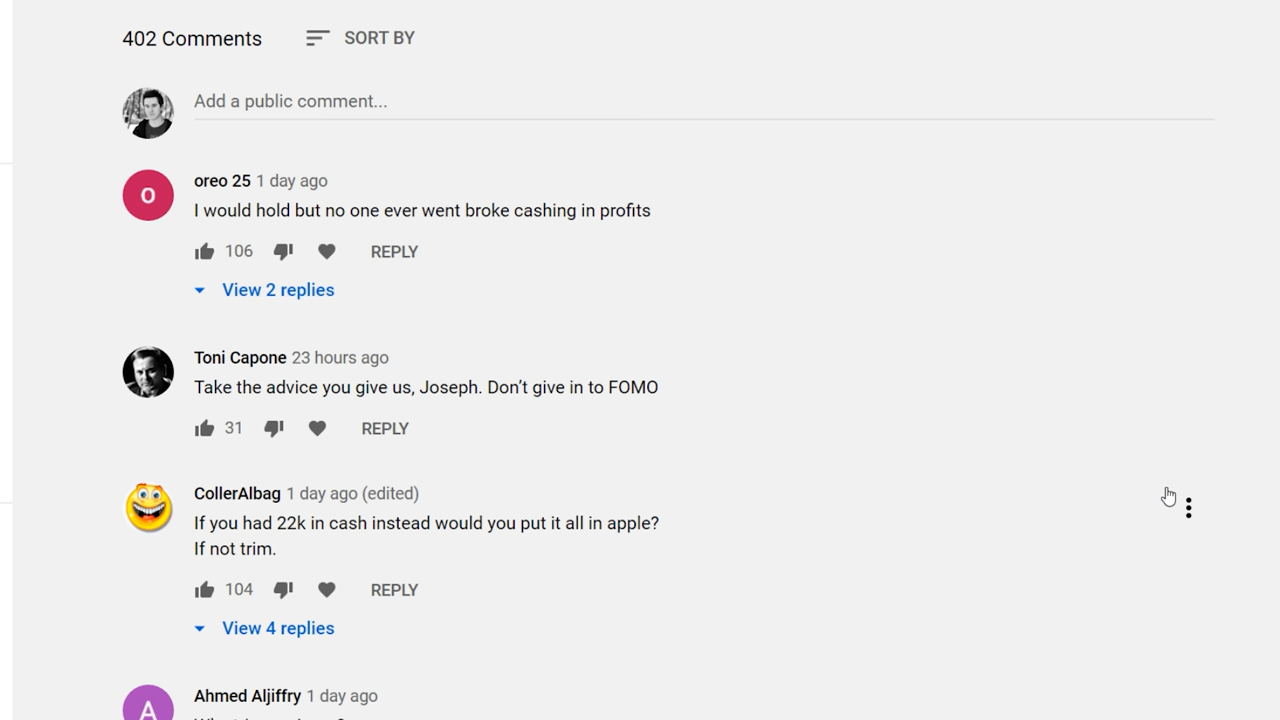 402 Comments
SORT BY
Add a public comment...
O
oreo 25 1 day ago
I would hold but no one ever went broke cashing in profits
106
REPLY
View 2 replies
Toni Capone 23 hours ago
Take the advice you give us, Joseph. Don’t give in to FOMO
31
REPLY
CollerAlbag 1 day ago (edited)
If you had 22k in cash instead would you put it all in apple?
If not trim.
104
REPLY
View 4 replies
A
Ahmed Aljiffry 1 day ago